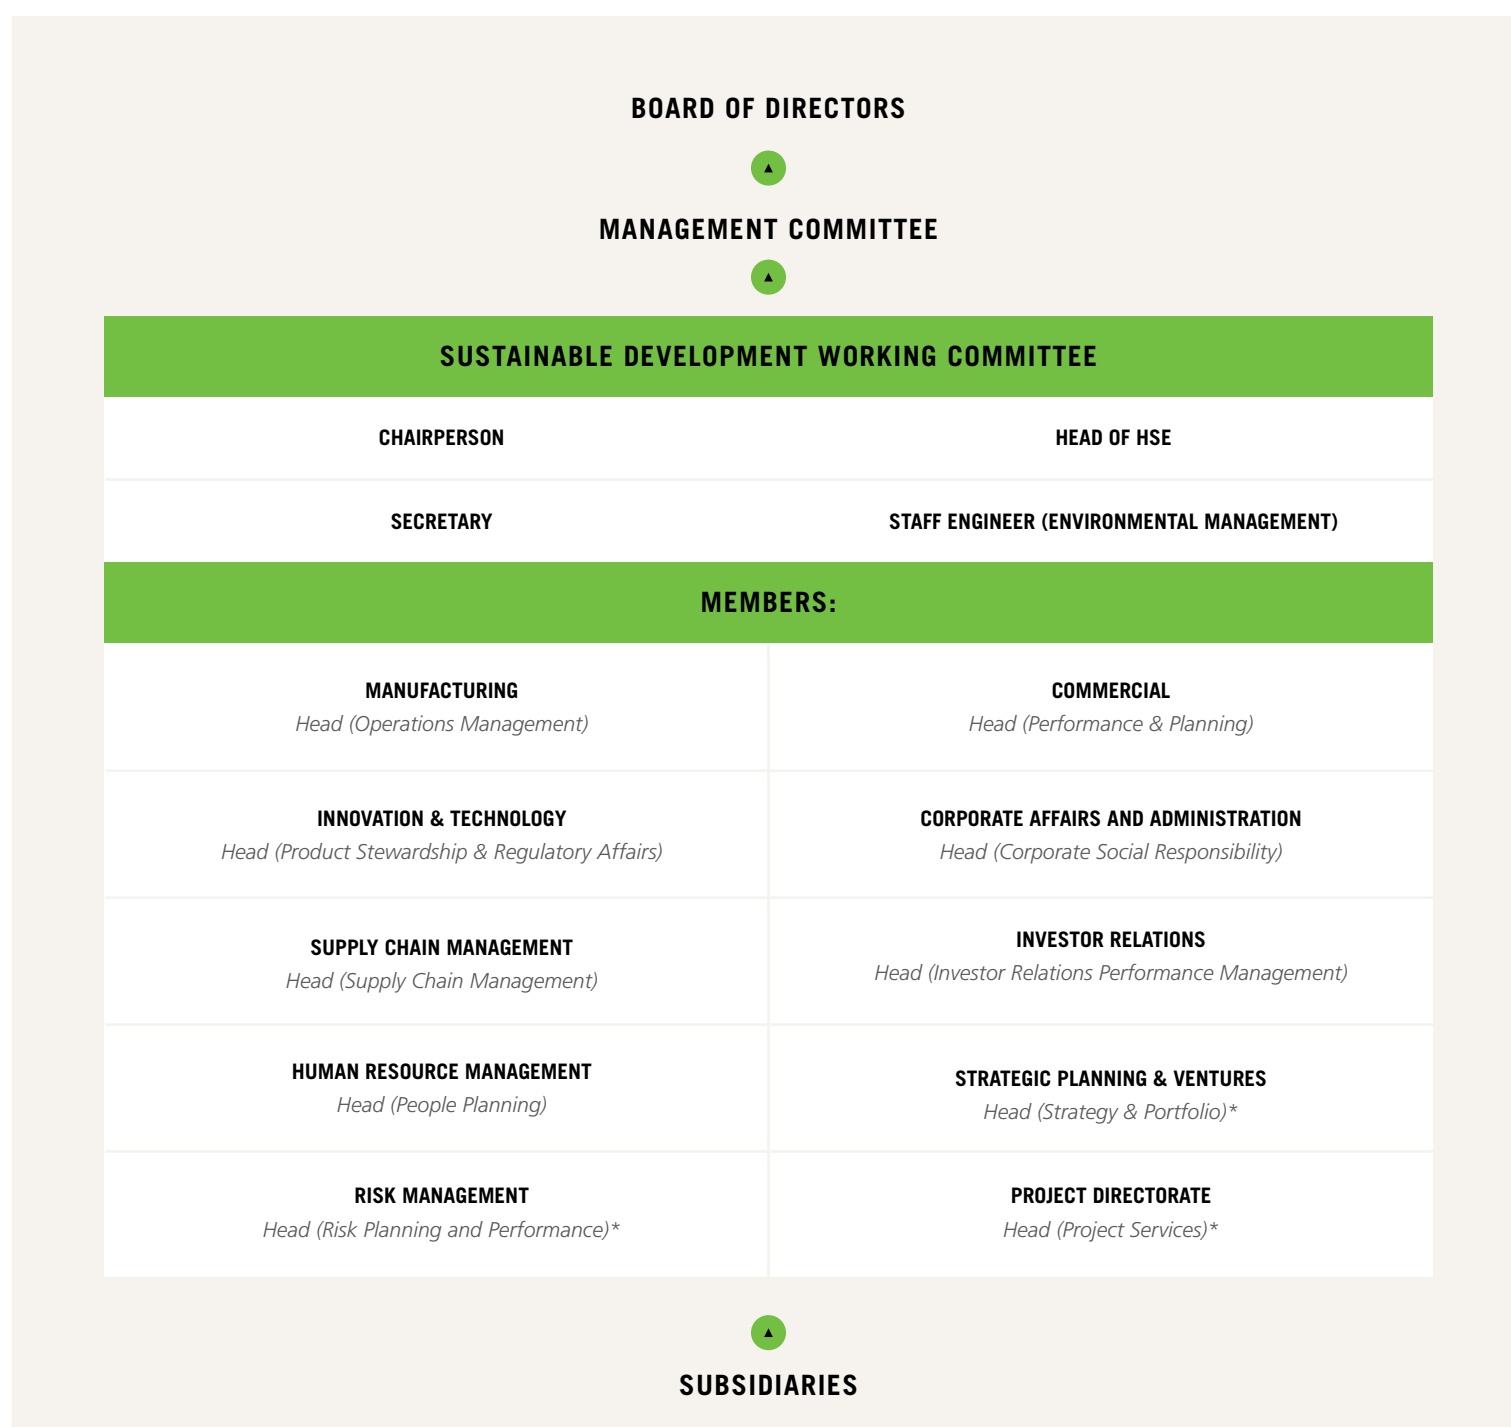 BOARD OF DIRECTORS
MANAGEMENT COMMITTEE
SUSTAINABLE DEVELOPMENT WORKING COMMITTEE
CHAIRPERSON
HEAD OF HSE
SECRETARY
STAFF ENGINEER (ENVIRONMENTAL MANAGEMENT)
MEMBERS:
MANUFACTURING
Head (Operations Management)
COMMERCIAL
Head (Performance & Planning)
INNOVATION & TECHNOLOGY
Head (Product Stewardship & Regulatory Affairs)
CORPORATE AFFAIRS AND ADMINISTRATION
Head (Corporate Social Responsibility)
SUPPLY CHAIN MANAGEMENT
Head (Supply Chain Management)
INVESTOR RELATIONS
Head (Investor Relations Performance Management)
HUMAN RESOURCE MANAGEMENT
Head (People Planning)
STRATEGIC PLANNING & VENTURES
Head (Strategy & Portfolio)*
RISK MANAGEMENT
Head (Risk Planning and Performance)*
PROJECT DIRECTORATE
Head (Project Services)*
SUBSIDIARIES